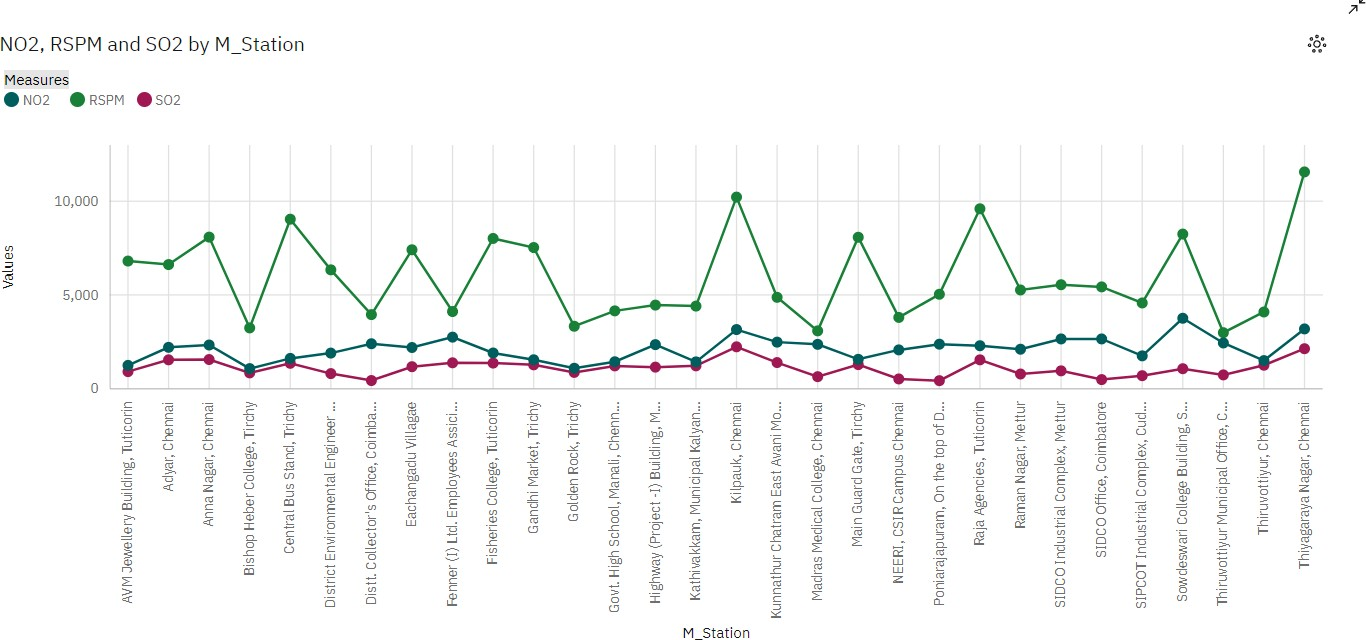 NO2, RSPM and SO2 by M_Station
Measures
NO2 RSPM SO2
10,000
5,000
0
Values
AVM Jewellery Building, Tuticorin
Adyar, Chennai
Anna Nagar, Chennai
Bishop Heber College, Tirchy
Central Bus Stand, Trichy
District Environmental Engineer ...
Distt. Collector's Office, Coimba...
Eachangadu Villagae
Fenner (I) Ltd. Employees Assici...
Fisheries College, Tuticorin
Gandhi Market, Trichy
Golden Rock, Trichy
Govt. High School, Manali, Chenn...
Highway (Project -I) Building, M...
Kathivakkam, Municipal Kalyan...
Kilpauk, Chennai
Kunnathur Chatram East Avani Mo...
Madras Medical College, Chennai
Main Guard Gate, Tirchy
NEERI, CSIR Campus Chennai
Poniarajapuram, On the top of D...
Raja Agencies, Tuticorin
Raman Nagar, Mettur
SIDCO Industrial Complex, Mettur
SIDCO Office, Coimbatore
SIPCOT Industrial Complex, Cud...
Sowdeswari College Building, S...
Thiruvottiyur Municipal Office, C...
Thiruvottiyur, Chennai
Thiyagaraya Nagar, Chennai
M_Station